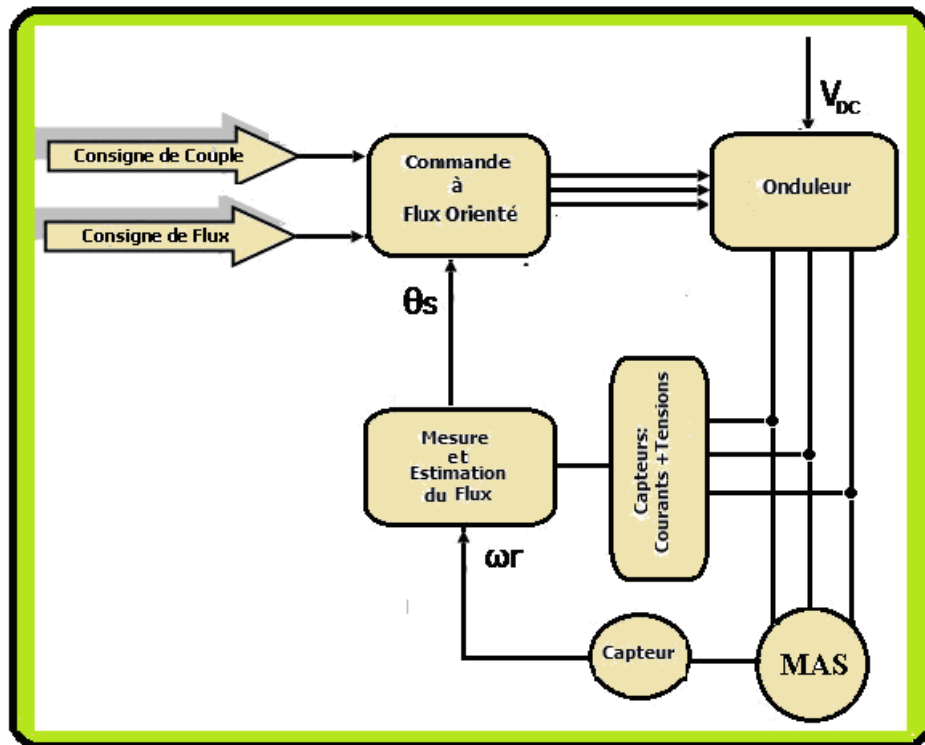 V_DC
Consigne de Couple
Commande
à
Flux Orienté
Onduleur
Consigne de Flux
θs
Capteurs:
Courants +Tensions
Mesure
et
Estimation
du Flux
ωr
Capteur
MAS